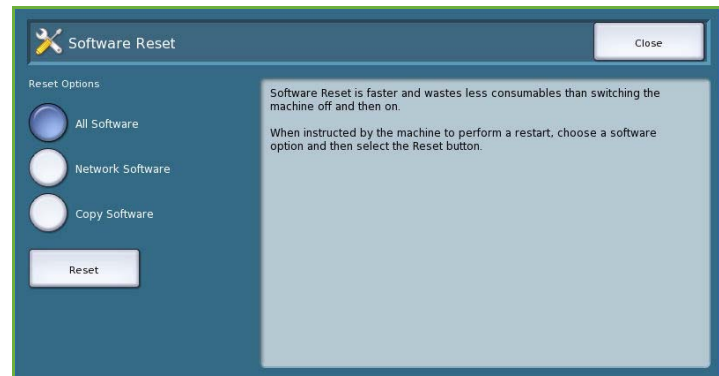 Software Reset
Close
Reset Options
All Software
Network Software
Copy Software
Reset
Software Reset is faster and wastes less consumables than switching the
machine off and then on.
When instructed by the machine to perform a restart, choose a software
option and then select the Reset button.